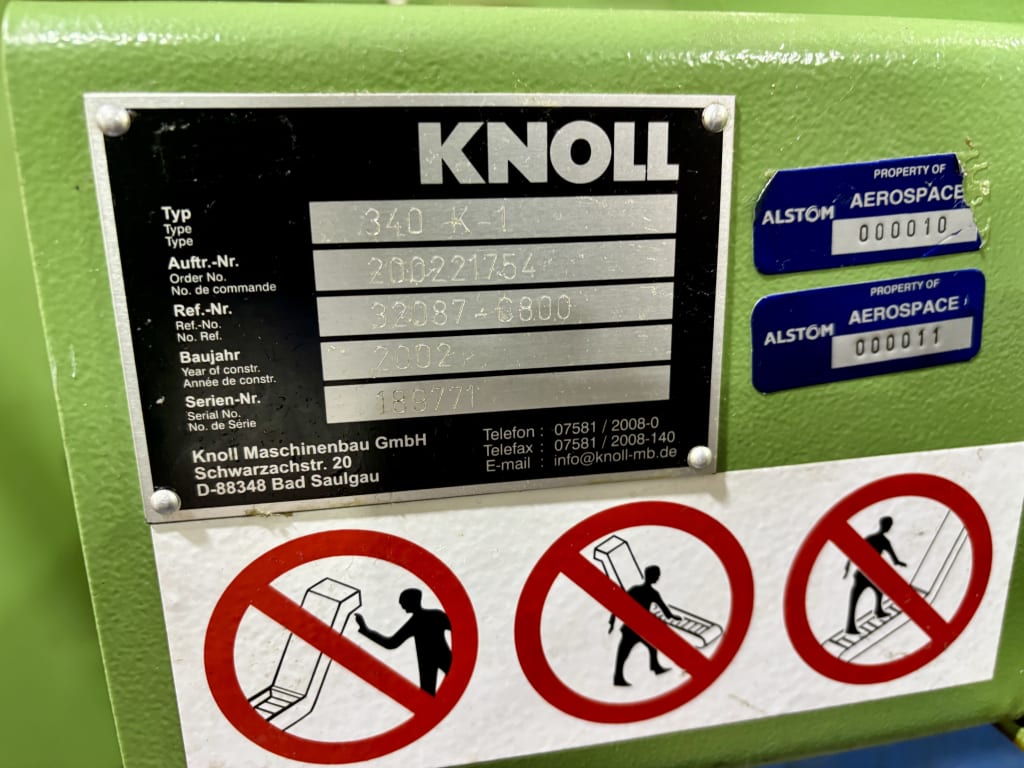 KNOLL
Typ
Type
Type
340 K-1
Auftr.-Nr.
Order No.
No. de commande
200221754
Ref.-Nr.
Ref.-No.
No. Ref.
Baujahr
Year of constr.
Année de constr.
2002
Serien-Nr.
Serial No.
No. de Série
Knoll Maschinenbau GmbH
Schwarzachstr. 20
D-88348 Bad Saulgau
Telefon : 07581 / 2008-0
Telefax : 07581 / 2008-140
E-mail : info@knoll-mb.de
PROPERTY OF
ALSTOM AEROSPACE
000010
PROPERTY OF
ALSTOM AEROSPACE
000011